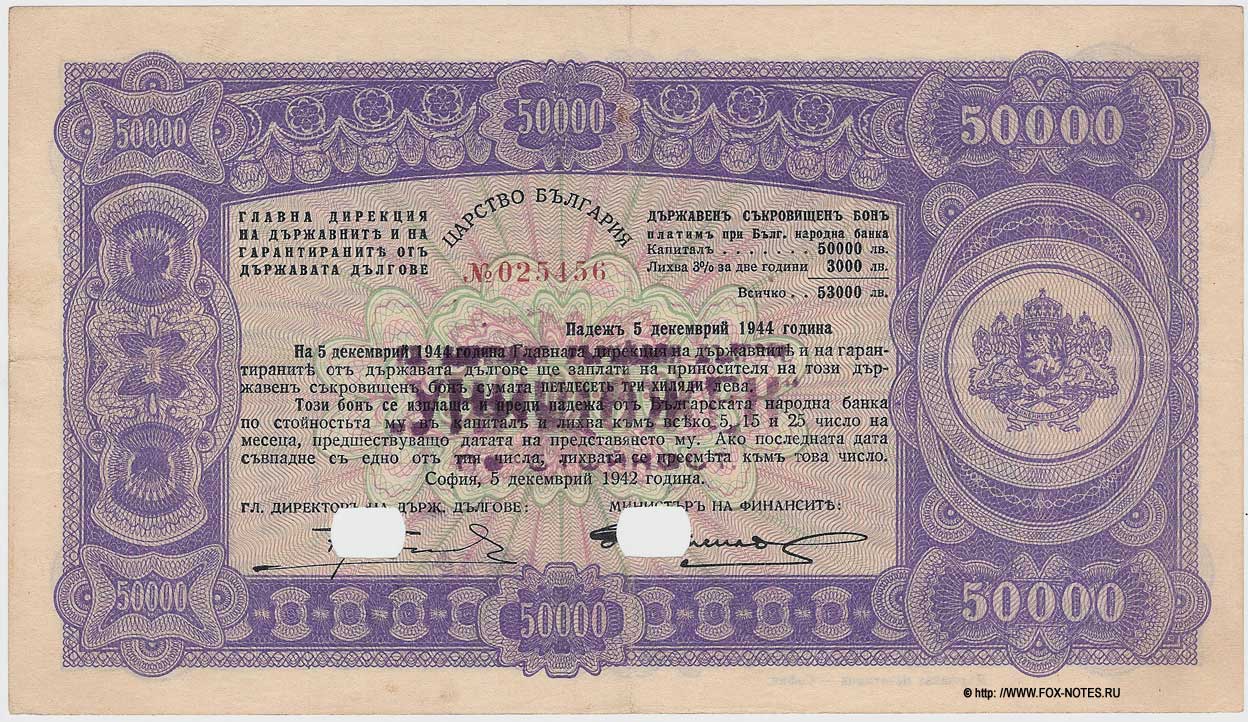 50000 50000 50000
ЦАРСТВО БЪЛГАРИЯ
ГЛАВНА ДИРЕКЦИЯ
НА ДЪРЖАВНИТѢ И НА
ГАРАНТИРАНИТѢ ОТЪ
ДЪРЖАВАТА ДЪЛГОВЕ
№ 025456
ДЪРЖАВЕНЪ СЪКРОВИЩЕНЪ БОНЪ
платимъ при Бълг. народна банка
Капиталъ . . . . . . . 50000 лв.
Лихва 3% за две години 3000 лв.
Всичко . . 53000 лв.
Падежъ 5 декемврий 1944 година
На 5 декемврий 1944 година Главната дирекция на държавнитѣ и на гаран-
тиранитѣ отъ държавата дългове ще заплати на приносителя на този дър-
жавенъ съкровищенъ бонъ сумата ПЕТДЕСЕТЬ ТРИ ХИЛЯДИ лева.
Този бонъ се изплаща и преди падежа отъ Българската народна банка
по стойностьта му въ капиталъ и лихва къмъ всѣко 5, 15 и 25 число на
месеца, предшествуващо датата на представянето му. Ако последната дата
съвпадне съ едно отъ тия числа, лихвата се пресмѣта къмъ това число.
София, 5 декемврий 1942 година.
ГЛ. ДИРЕКТОРЪ НА ДЪРЖ. ДЪЛГОВЕ: МИНИСТЪРЪ НА ФИНАНСИТѢ:
50000 50000 50000
© http: //WWW.FOX-NOTES.RU